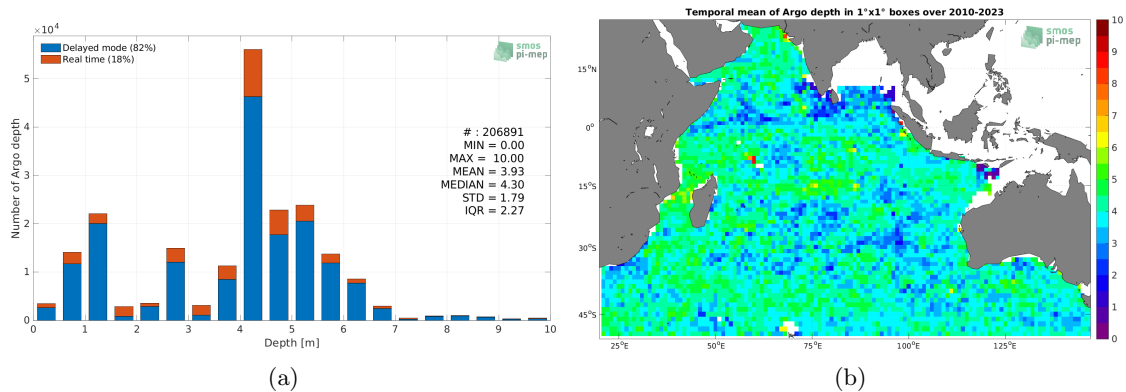 ×10⁴
Delayed mode (82%)
Real time (18%)
smos
pi-mep
# : 206891
MIN = 0.00
MAX = 10.00
MEAN = 3.93
MEDIAN = 4.30
STD = 1.79
IQR = 2.27
Number of Argo depth
5
4
3
2
1
0
0 1 2 3 4 5 6 7 8 9 10
Depth [m]
(a)
Temporal mean of Argo depth in 1°x1° boxes over 2010-2023
smos
pi-mep
15°N
0°
15°S
30°S
45°S
25°E 50°E 75°E 100°E 125°E
10
9
8
7
6
5
4
3
2
1
0
(b)